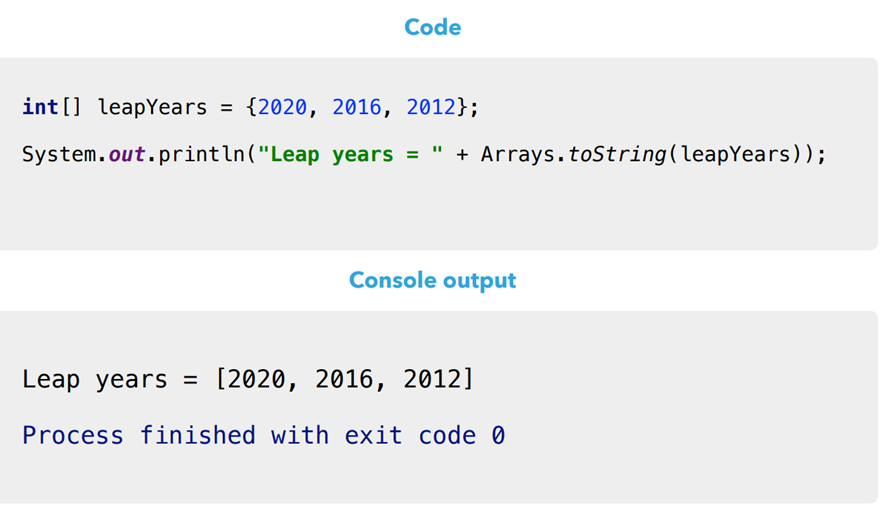 Code
int[] leapYears = {2020, 2016, 2012};
System.out.println("Leap years = " + Arrays.toString(leapYears));
Console output
Leap years = [2020, 2016, 2012]
Process finished with exit code 0